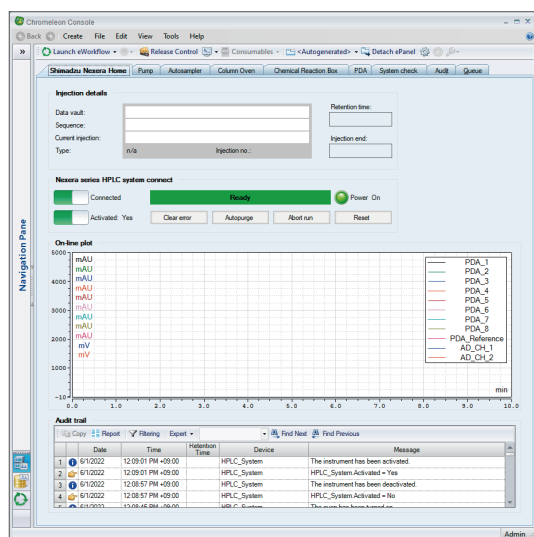 Chromeleon Console
Back Create File Edit View Tools Help
» Launch eWorkflow Release Control Consumables <Autogenerated> Detach ePanel
Shimadzu Nexera Home Pump Autosampler Column Oven Chemical Reaction Box PDA System check Audit Queue
Injection details
Data vault:
Sequence:
Current injection:
Type: n/a Injection no.:
Retention time:
Injection end:
Nexera series HPLC system connect
Connected Ready Power On
Activated: Yes Clear error Autopurge Abort run Reset
Navigation Pane
On-line plot
5000
4000
3000
2000
1000
-10
mAU
mAU
mAU
mAU
mAU
mAU
mAU
mAU
mAU
mV
mV
PDA_1
PDA_2
PDA_3
PDA_4
PDA_5
PDA_6
PDA_7
PDA_8
PDA_Reference
AD_CH_1
AD_CH_2
min
0.0 1.0 2.0 3.0 4.0 5.0 6.0 7.0 8.0 9.0 10.0
Audit trail
Copy Report Filtering Expert Find Next Find Previous
Date Time Retention Time Device Message
1 6/1/2022 12:09:01 PM +09:00 HPLC_System The instrument has been activated.
2 6/1/2022 12:09:01 PM +09:00 HPLC_System HPLC_System.Activated = Yes
3 6/1/2022 12:08:57 PM +09:00 HPLC_System The instrument has been deactivated.
4 6/1/2022 12:08:57 PM +09:00 HPLC_System HPLC_System.Activated = No
Admin